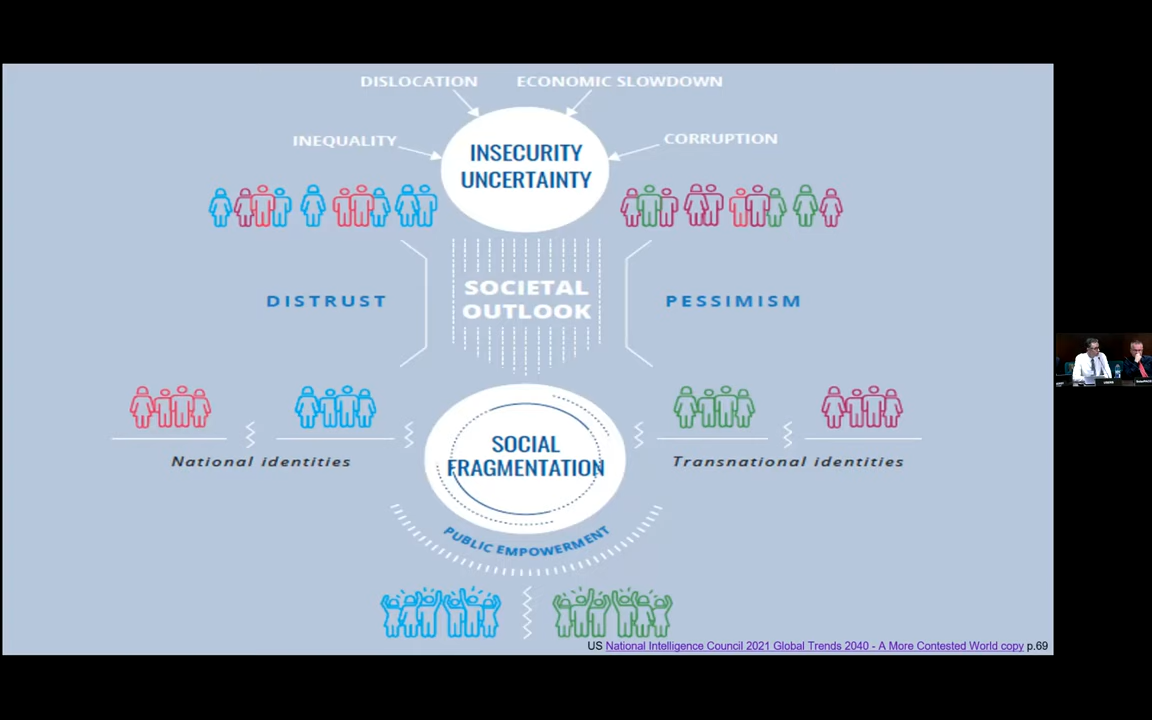 DISLOCATION
ECONOMIC SLOWDOWN
INEQUALITY
CORRUPTION
INSECURITY
UNCERTAINTY
DISTRUST
SOCIETAL
OUTLOOK
PESSIMISM
National identities
SOCIAL
FRAGMENTATION
Transnational identities
PUBLIC EMPOWERMENT
US National Intelligence Council 2021 Global Trends 2040 - A More Contested World copy p.69